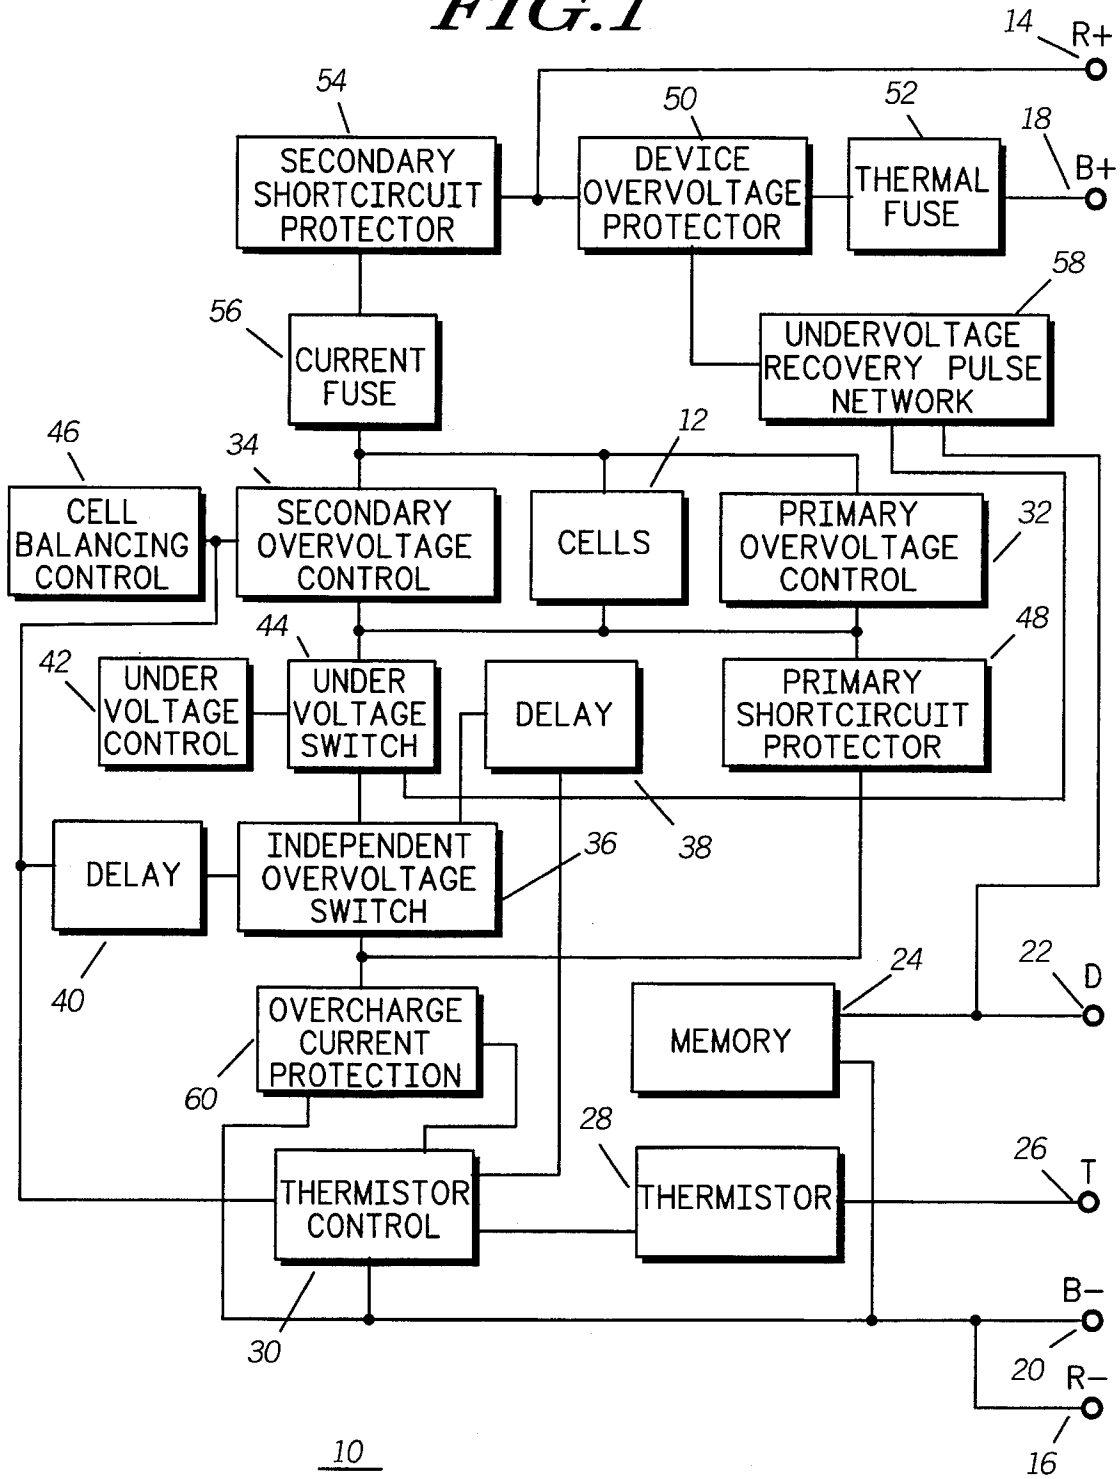 FIG.1
14
R+
54
50
52
18
B+
SECONDARY
SHORTCIRCUIT
PROTECTOR
DEVICE
OVERVOLTAGE
PROTECTOR
THERMAL
FUSE
58
56
CURRENT
FUSE
UNDERVOLTAGE
RECOVERY PULSE
NETWORK
46
34
12
CELL
BALANCING
CONTROL
SECONDARY
OVERVOLTAGE
CONTROL
CELLS
PRIMARY
OVERVOLTAGE
CONTROL
32
44
48
42
UNDER
VOLTAGE
CONTROL
UNDER
VOLTAGE
SWITCH
DELAY
PRIMARY
SHORTCIRCUIT
PROTECTOR
38
DELAY
INDEPENDENT
OVERVOLTAGE
SWITCH
36
40
24
22
D
OVERCHARGE
CURRENT
PROTECTION
MEMORY
60
28
26
T
THERMISTOR
CONTROL
THERMISTOR
30
B-
20
R-
16
10